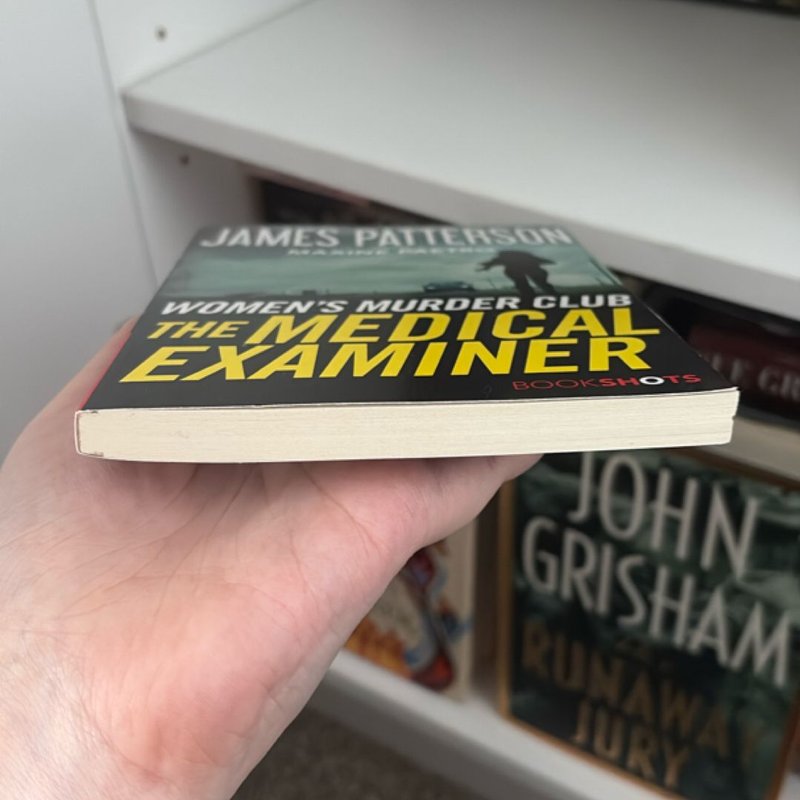 JAMES PATTERSON
MAXINE PAETRO
WOMEN'S MURDER CLUB
THE MEDICAL
EXAMINER
BOOKSHOTS
JOHN
GRISHAM
RUNAWAY
JURY